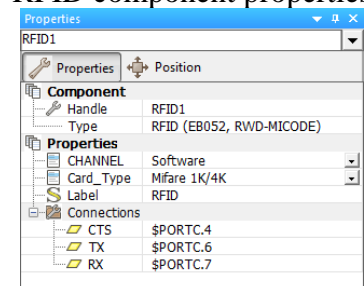 RFID component properties
Properties
RFID1
Properties Position
Component
Handle RFID1
Type RFID (EB052, RWD-MICODE)
Properties
CHANNEL Software
Card_Type Mifare 1K/4K
Label RFID
Connections
CTS $PORTC.4
TX $PORTC.6
RX $PORTC.7